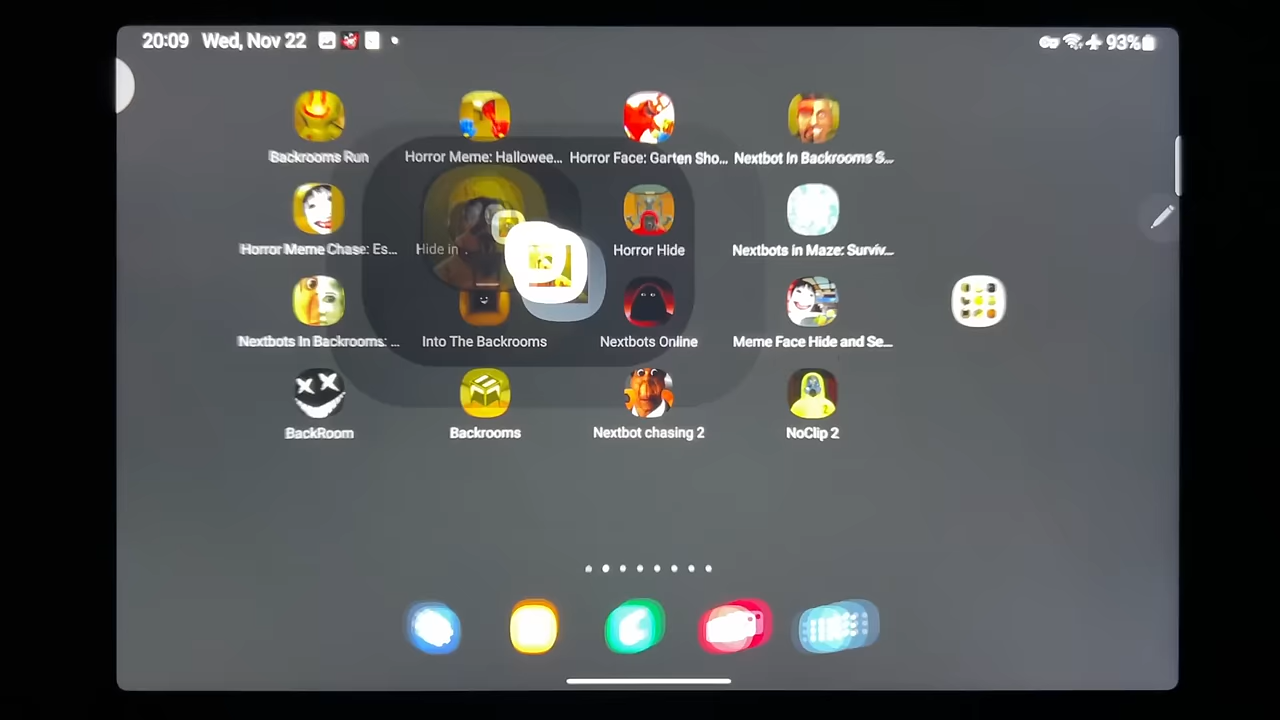 20:09 Wed, Nov 22
93%
Backrooms Run
Horror Meme: Hallowee...
Horror Face: Garten Sho...
Nextbot In Backrooms S...
Horror Meme Chase: Es...
Hide in
Horror Hide
Nextbots in Maze: Surviv...
Nextbots In Backrooms: ...
Into The Backrooms
Nextbots Online
Meme Face Hide and Se...
BackRoom
Backrooms
Nextbot chasing 2
NoClip 2